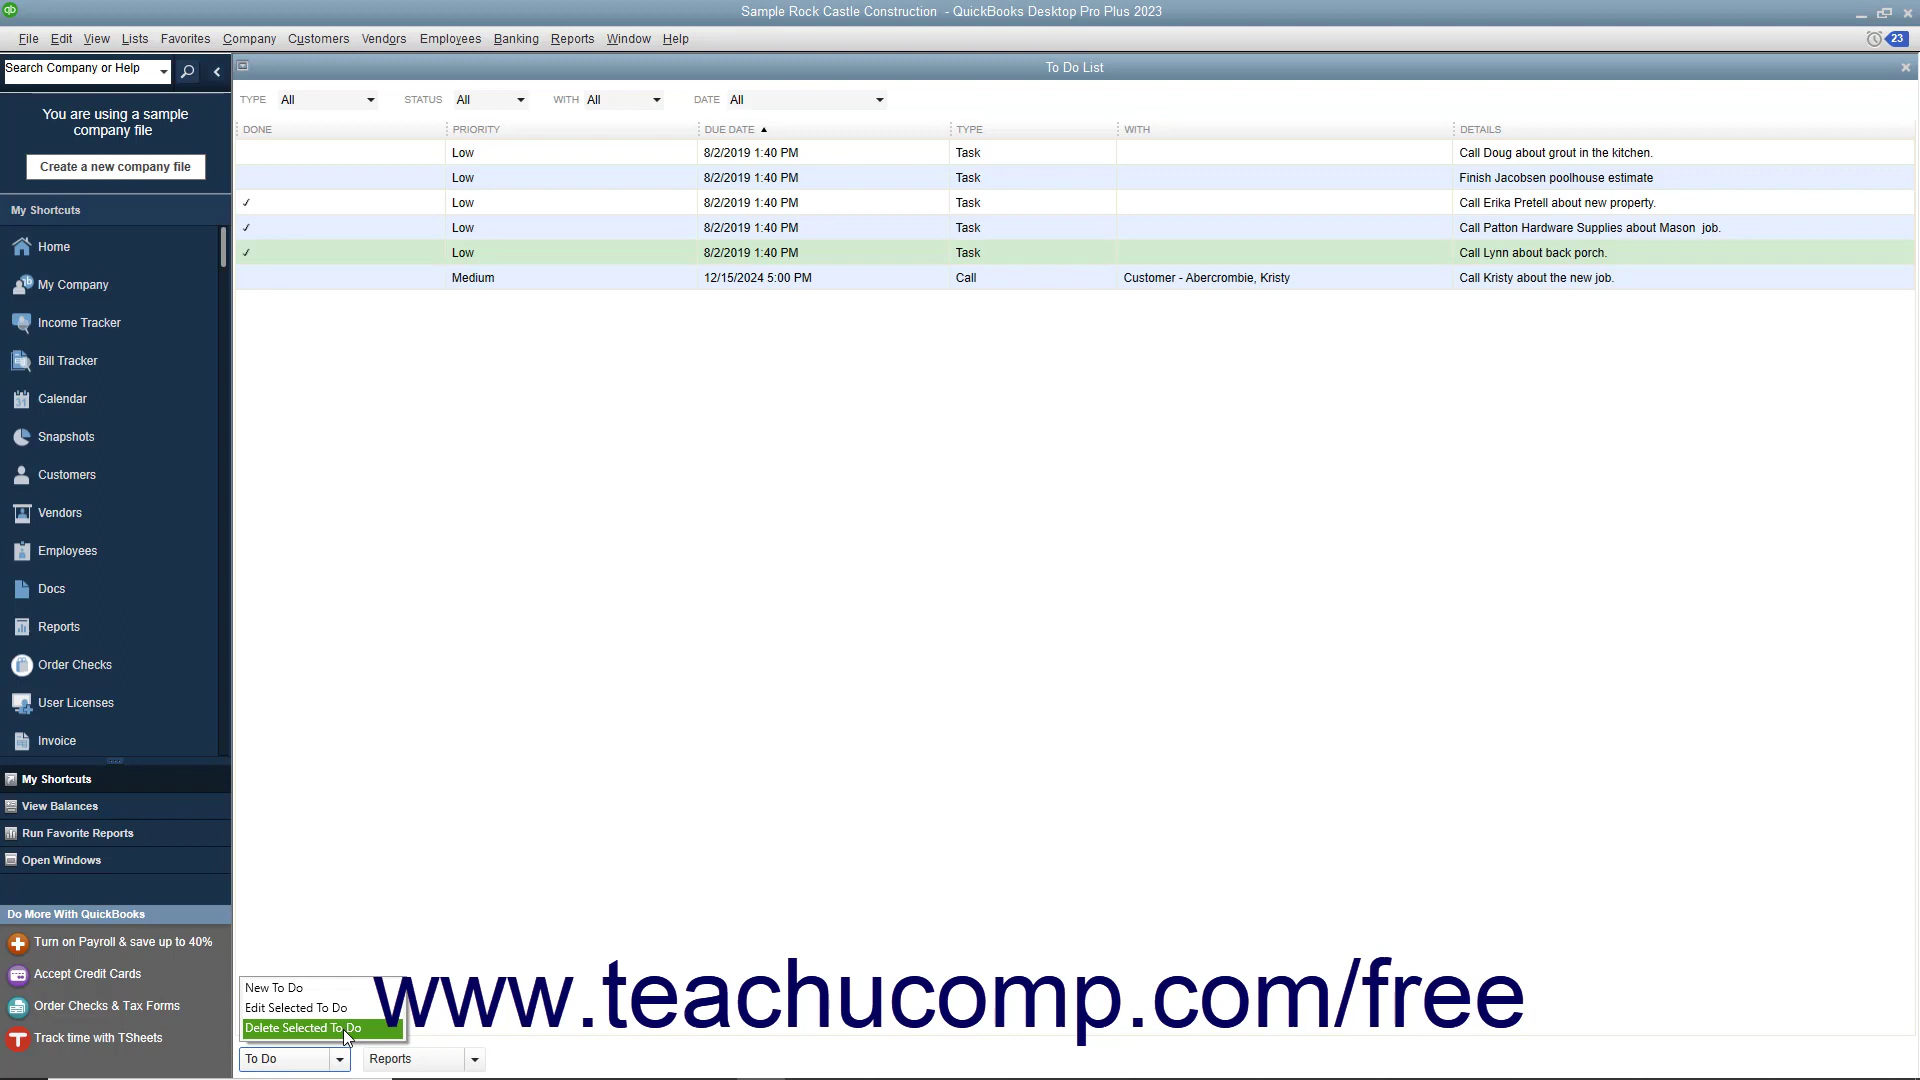 Sample Rock Castle Construction - QuickBooks Desktop Pro Plus 2023
File Edit View Lists Favorites Company Customers Vendors Employees Banking Reports Window Help 23
Search Company or Help
To Do List
You are using a sample
company file
Create a new company file
My Shortcuts
Home
My Company
Income Tracker
Bill Tracker
Calendar
Snapshots
Customers
Vendors
Employees
Docs
Reports
Order Checks
User Licenses
Invoice
My Shortcuts
View Balances
Run Favorite Reports
Open Windows
Do More With QuickBooks
Turn on Payroll & save up to 40%
Accept Credit Cards
Order Checks & Tax Forms
Track time with TSheets
TYPE All STATUS All WITH All DATE All
DONE PRIORITY DUE DATE TYPE WITH DETAILS
Low 8/2/2019 1:40 PM Task Call Doug about grout in the kitchen.
Low 8/2/2019 1:40 PM Task Finish Jacobsen poolhouse estimate
✓ Low 8/2/2019 1:40 PM Task Call Erika Pretell about new property.
✓ Low 8/2/2019 1:40 PM Task Call Patton Hardware Supplies about Mason job.
✓ Low 8/2/2019 1:40 PM Task Call Lynn about back porch.
Medium 12/15/2024 5:00 PM Call Customer - Abercrombie, Kristy Call Kristy about the new job.
New To Do
Edit Selected To Do
Delete Selected To Do
www.teachucomp.com/free
To Do Reports